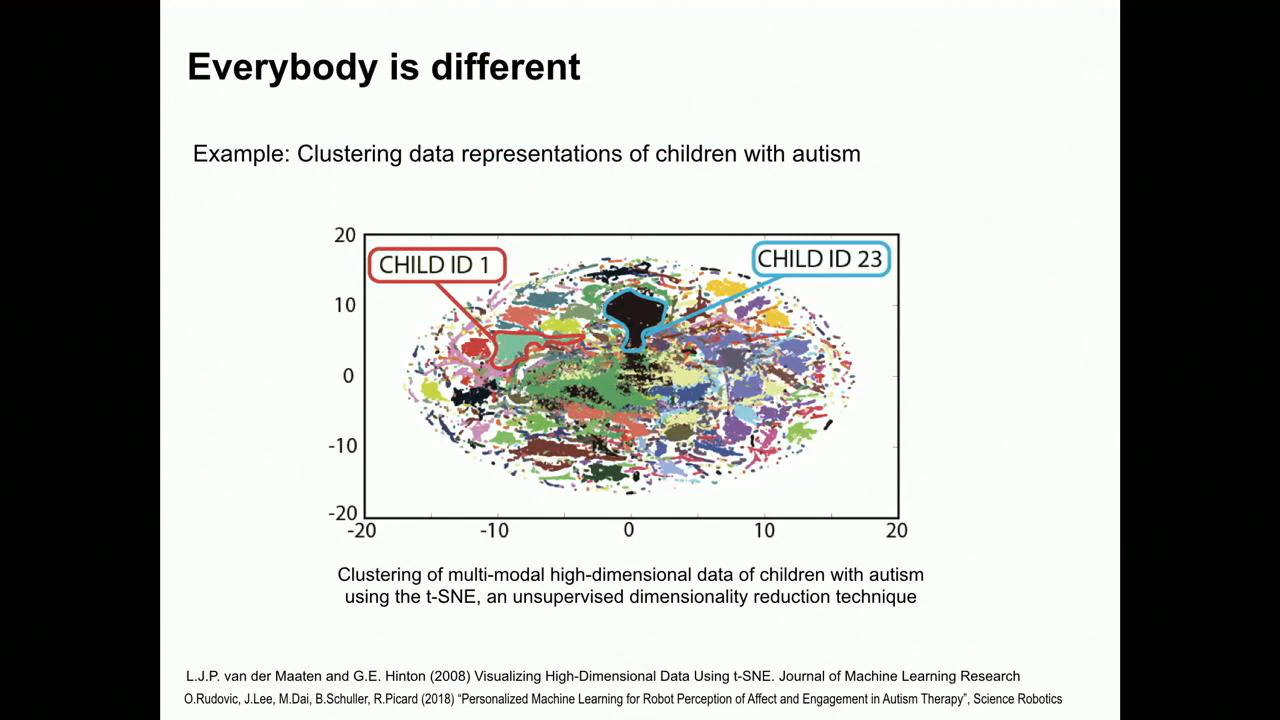 Everybody is different
Example: Clustering data representations of children with autism
20
CHILD ID 1
CHILD ID 23
10
0
-10
-20
-20
-10
0
10
20
Clustering of multi-modal high-dimensional data of children with autism
using the t-SNE, an unsupervised dimensionality reduction technique
L.J.P. van der Maaten and G.E. Hinton (2008) Visualizing High-Dimensional Data Using t-SNE. Journal of Machine Learning Research
O.Rudovic, J.Lee, M.Dai, B.Schuller, R.Picard (2018) “Personalized Machine Learning for Robot Perception of Affect and Engagement in Autism Therapy”, Science Robotics